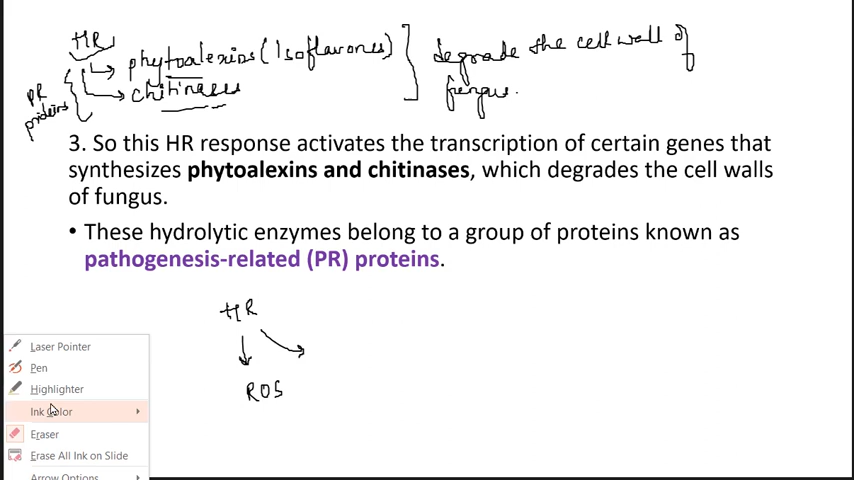 HR
phytoalexins (Isoflavones)
chitinases
PR
proteins
degrade the cell wall of
fungus.
3. So this HR response activates the transcription of certain genes that
synthesizes phytoalexins and chitinases, which degrades the cell walls
of fungus.
• These hydrolytic enzymes belong to a group of proteins known as
pathogenesis-related (PR) proteins.
HR
ROS
Laser Pointer
Pen
Highlighter
Ink Color
Eraser
Erase All Ink on Slide
Arrow Options